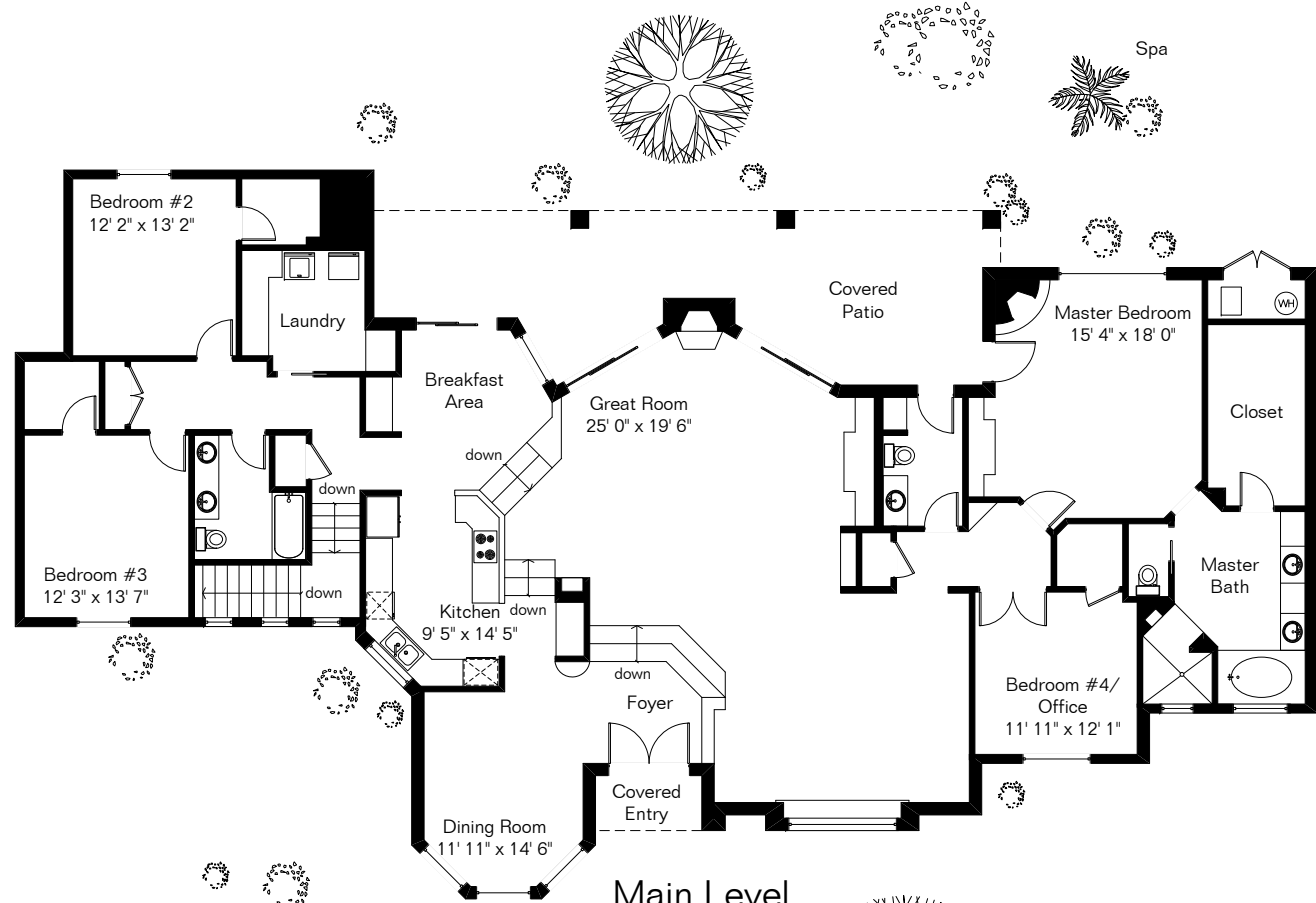 Spa
Bedroom #2
12' 2" x 13' 2"
Laundry
Covered
Patio
Master Bedroom
15' 4" x 18' 0"
WH
Breakfast
Area
Great Room
25' 0" x 19' 6"
Closet
down
down
Bedroom #3
12' 3" x 13' 7"
down
Kitchen
9' 5" x 14' 5"
down
Master
Bath
down
Foyer
Bedroom #4/
Office
11' 11" x 12' 1"
Covered
Entry
Dining Room
11' 11" x 14' 6"
Main Level